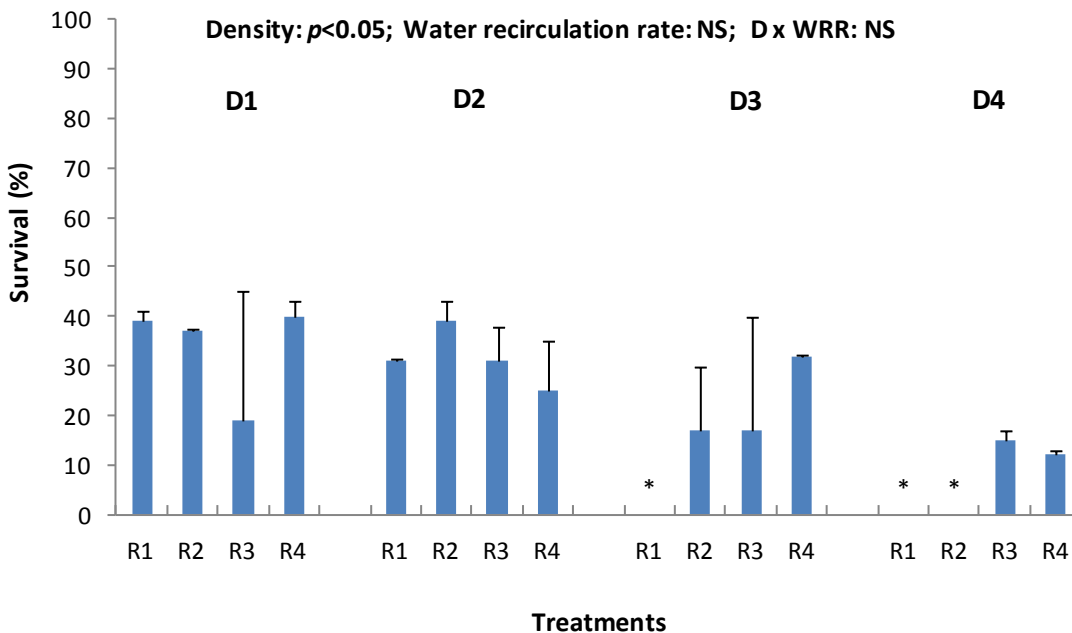 Density: p<0.05; Water recirculation rate: NS; D x WRR: NS
D1 D2 D3 D4
Survival (%)
100
90
80
70
60
50
40
30
20
10
0
* * *
R1 R2 R3 R4 R1 R2 R3 R4 R1 R2 R3 R4 R1 R2 R3 R4
Treatments